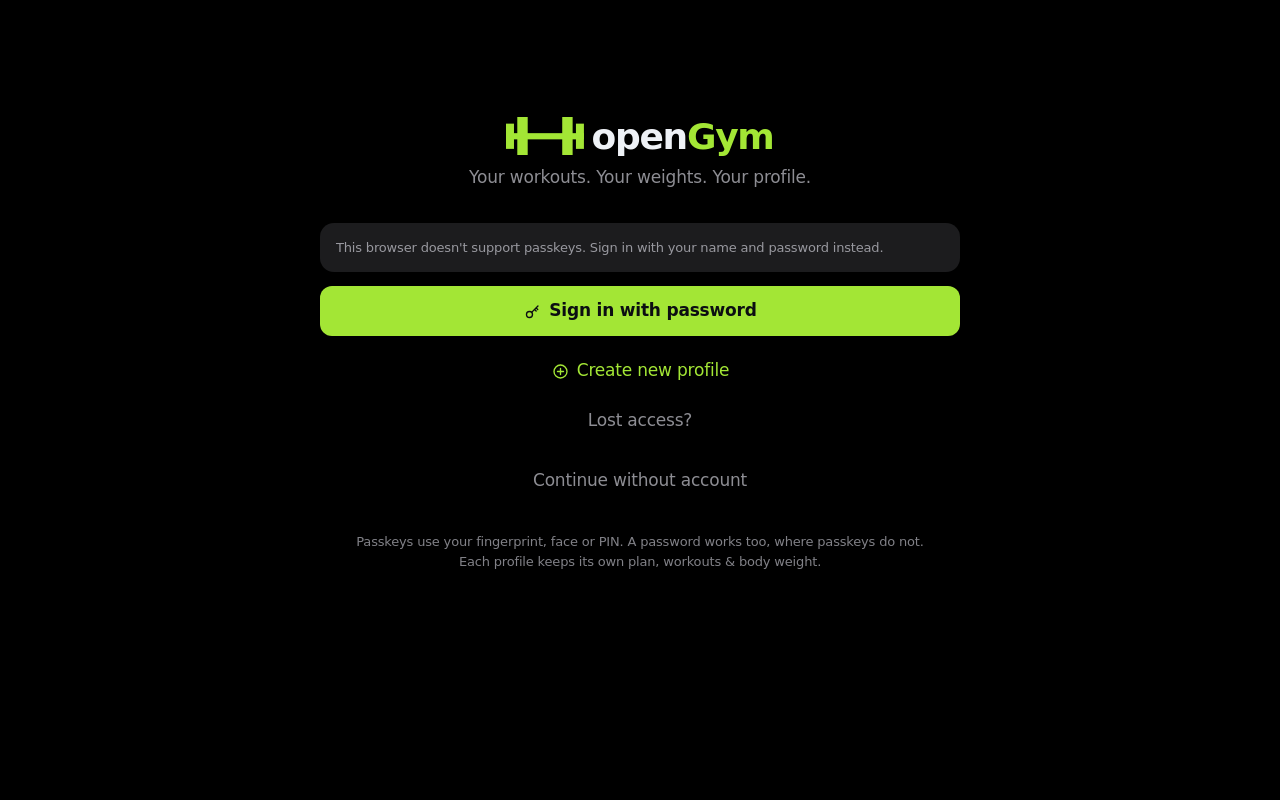 openGym
Your workouts. Your weights. Your profile.
This browser doesn't support passkeys. Sign in with your name and password instead.
Sign in with password
Create new profile
Lost access?
Continue without account
Passkeys use your fingerprint, face or PIN. A password works too, where passkeys do not.
Each profile keeps its own plan, workouts & body weight.